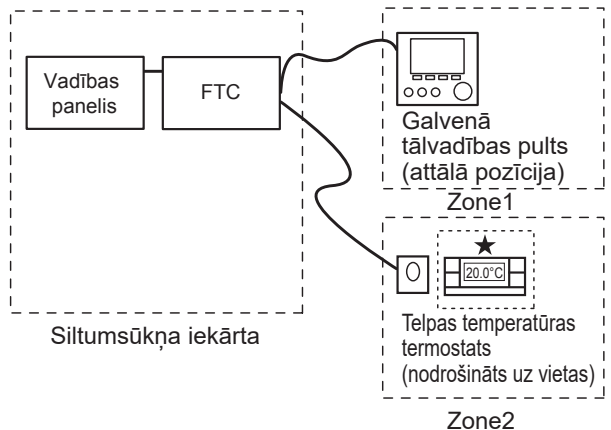 Vadības
panelis
FTC
Siltumsūkņa iekārta
Galvenā
tālvadības pults
(attālā pozīcija)
Zone1
20.0°C
Telpas temperatūras
termostats
(nodrošināts uz vietas)
Zone2